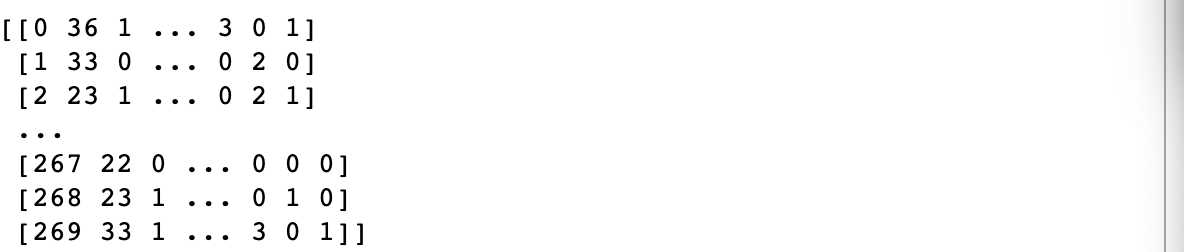 [[0 36 1 ... 3 0 1]
[1 33 0 ... 0 2 0]
[2 23 1 ... 0 2 1]
...
[267 22 0 ... 0 0 0]
[268 23 1 ... 0 1 0]
[269 33 1 ... 3 0 1]]